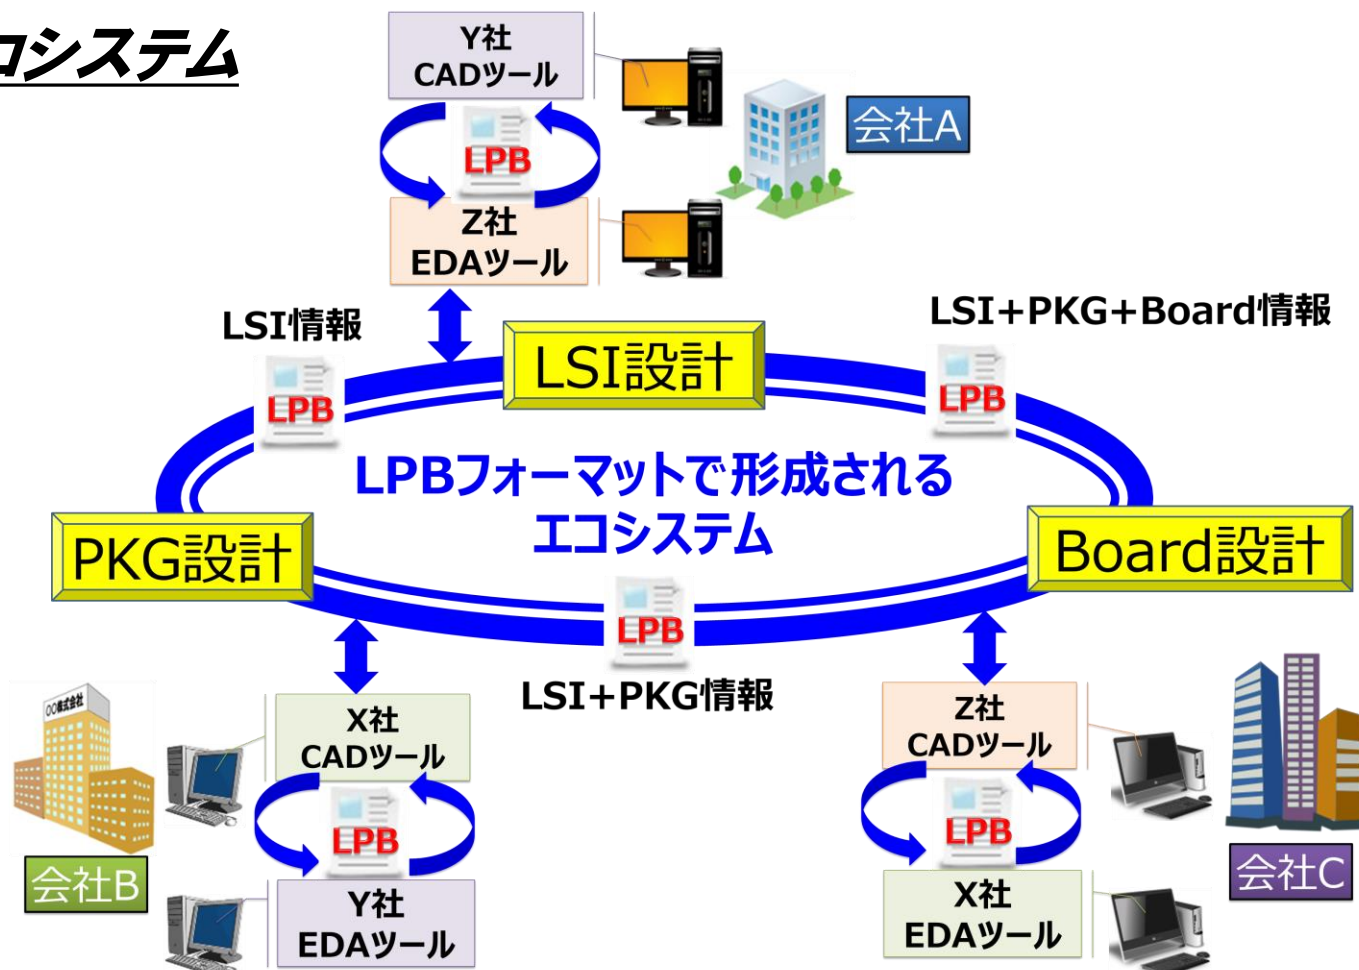 コシステム
Y社
CADツール
LPB
会社A
Z社
EDAツール
LSI情報
LSI+PKG+Board情報
LPB
LSI設計
LPB
LPBフォーマットで形成される
エコシステム
PKG設計
Board設計
LPB
LSI+PKG情報
○○株式会社
X社
CADツール
LPB
会社B
Y社
EDAツール
Z社
CADツール
LPB
会社C
X社
EDAツール